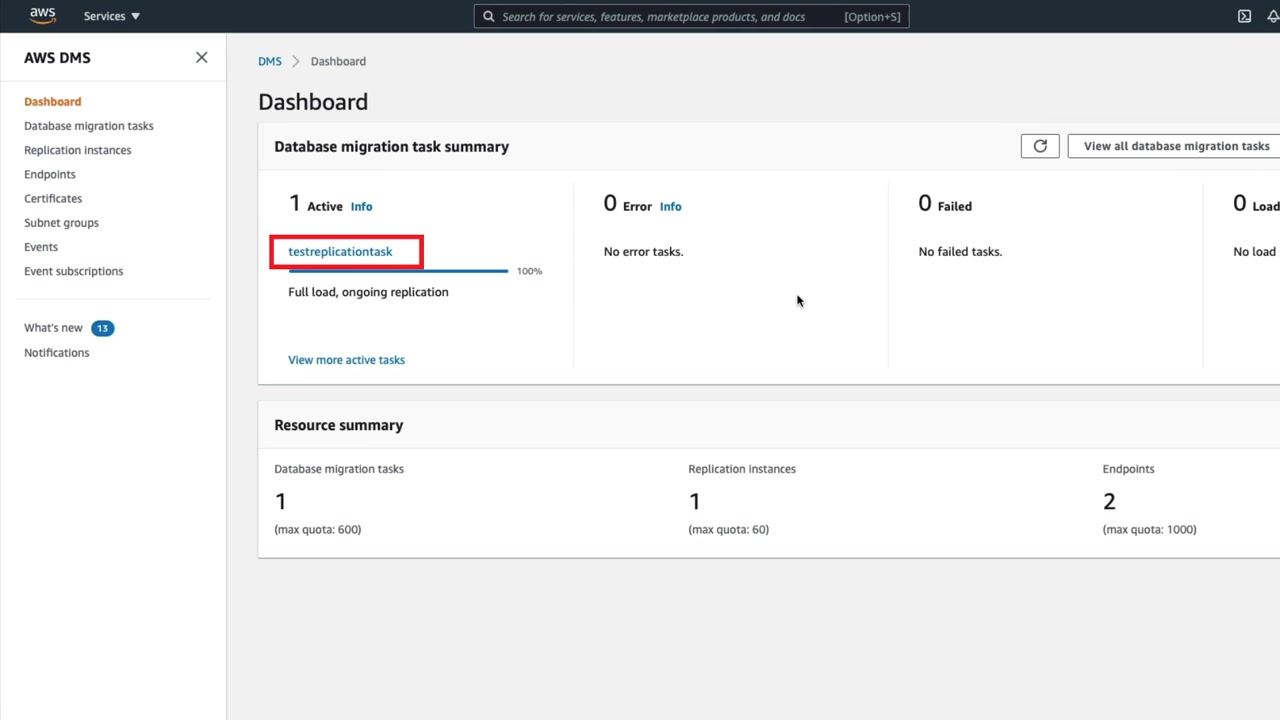 aws Services ▼ Search for services, features, marketplace products, and docs [Option+S]
AWS DMS
Dashboard
Database migration tasks
Replication instances
Endpoints
Certificates
Subnet groups
Events
Event subscriptions
What's new 13
Notifications
DMS > Dashboard
Dashboard
Database migration task summary
View all database migration tasks
1 Active Info
testreplicationtask
100%
Full load, ongoing replication
View more active tasks
0 Error Info
No error tasks.
0 Failed
No failed tasks.
0 Load
No load
Resource summary
Database migration tasks
1
(max quota: 600)
Replication instances
1
(max quota: 60)
Endpoints
2
(max quota: 1000)